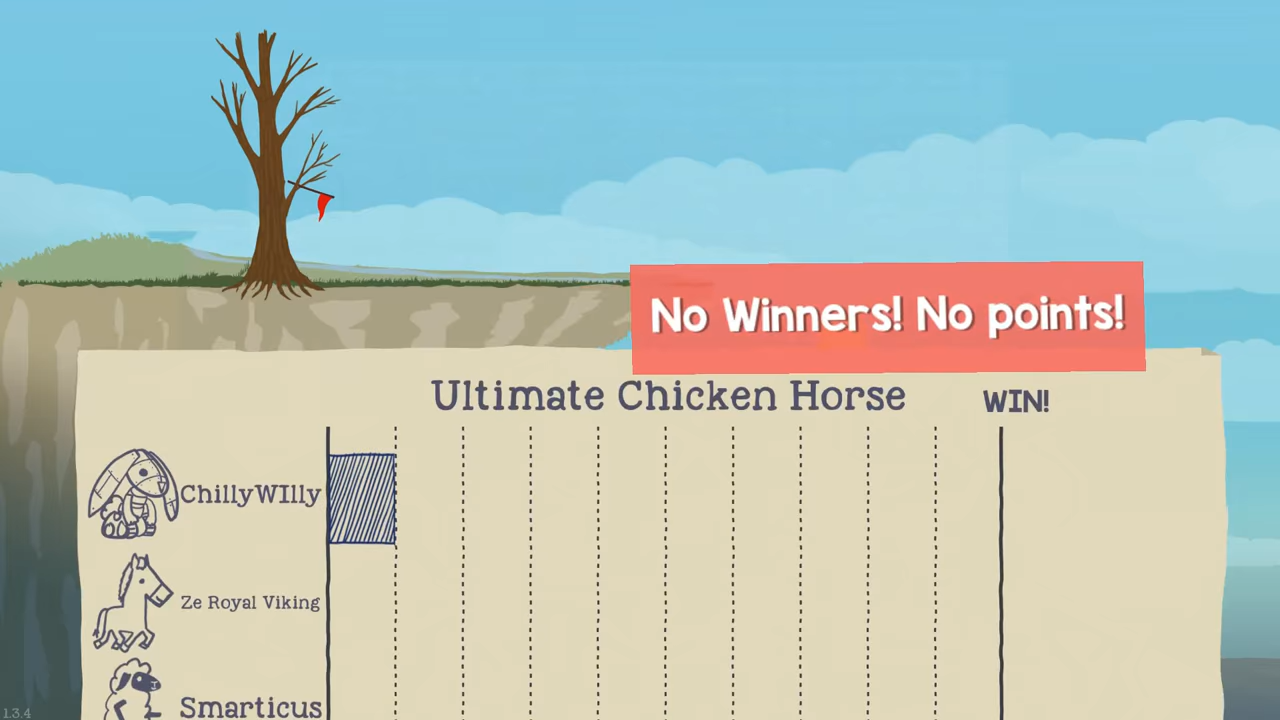 No Winners! No points!
Ultimate Chicken Horse
WIN!
ChillyWIlly
Ze Royal Viking
Smarticus
1.3.4